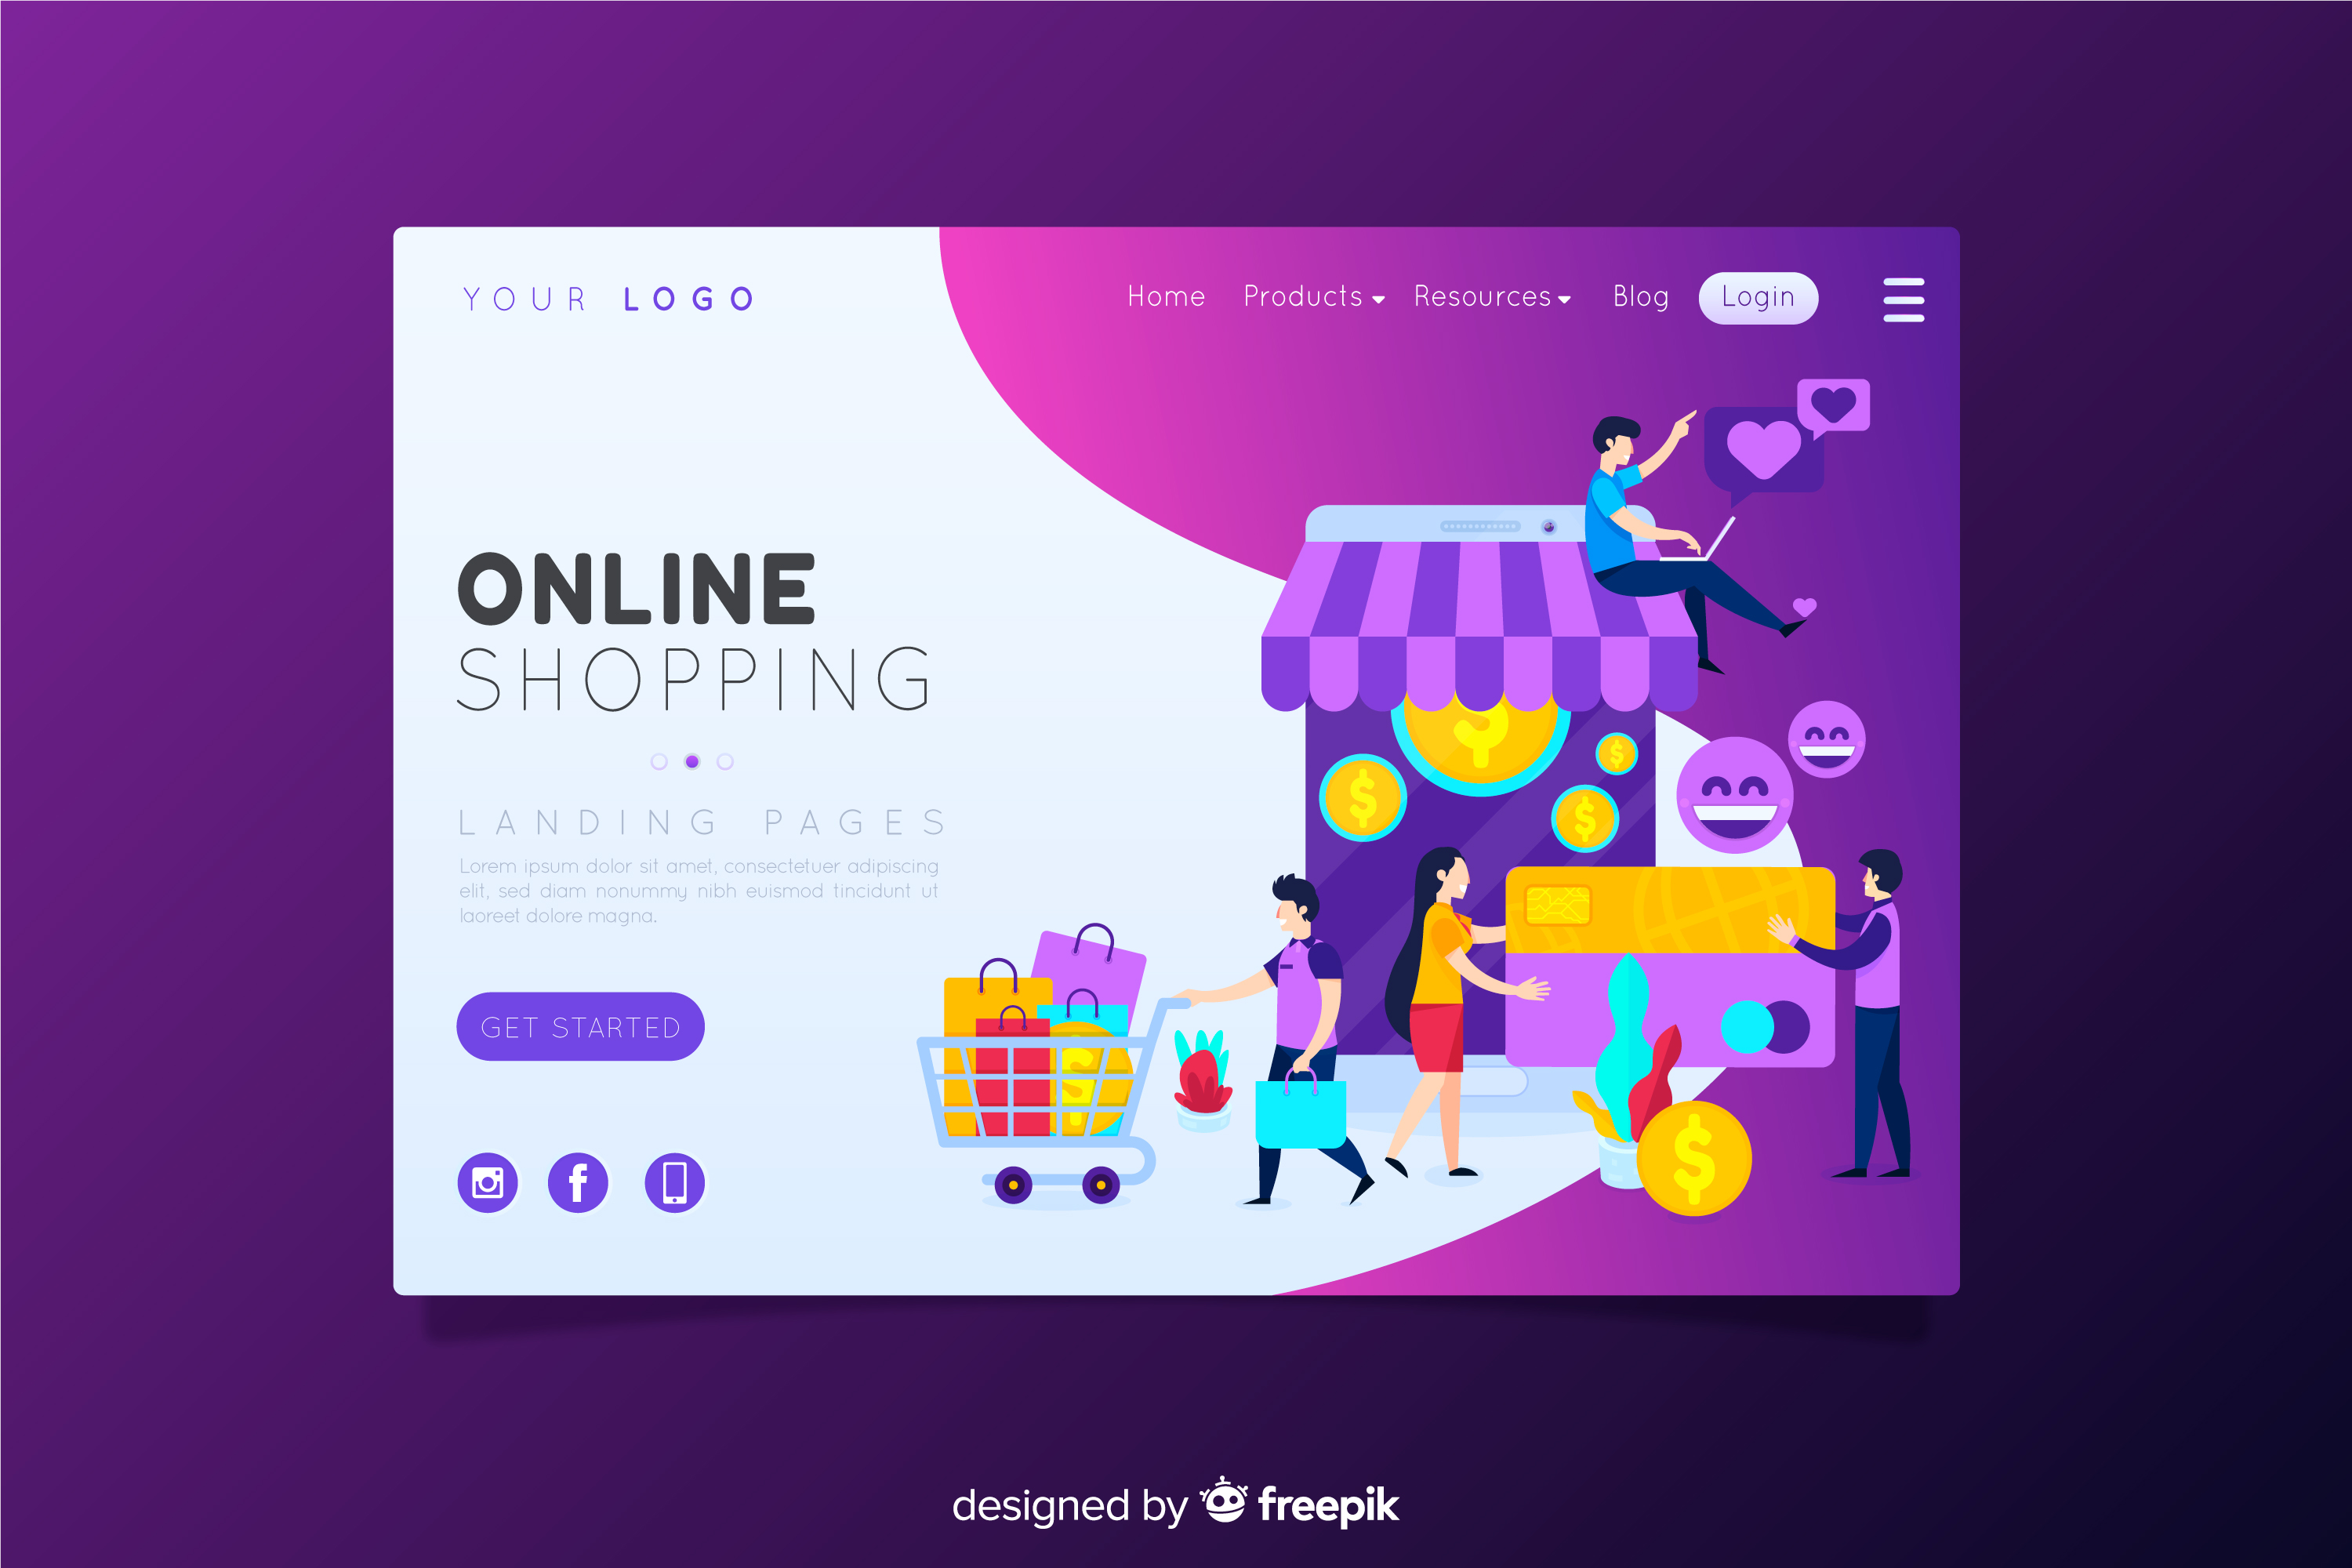 YOUR LOGO
Home Products Resources Blog Login
ONLINE
SHOPPING
LANDING PAGES
Lorem ipsum dolor sit amet, consectetuer adipiscing
elit, sed diam nonummy nibh euismod tincidunt ut
laoreet dolore magna.
GET STARTED
designed by freepik